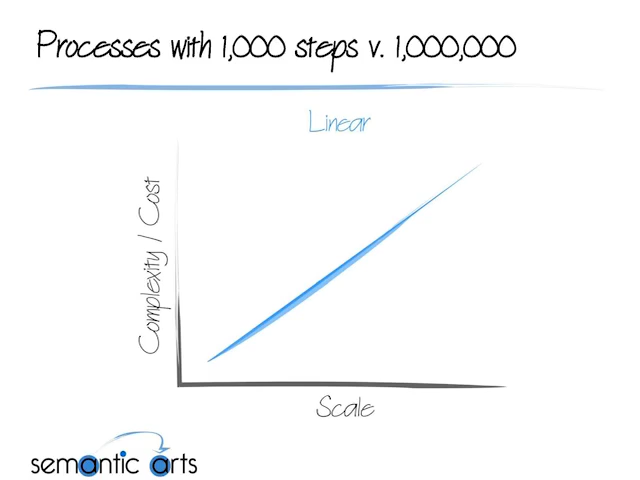 Processes with 1,000 steps v. 1,000,000
Linear
Complexity / Cost
Scale
semantic arts